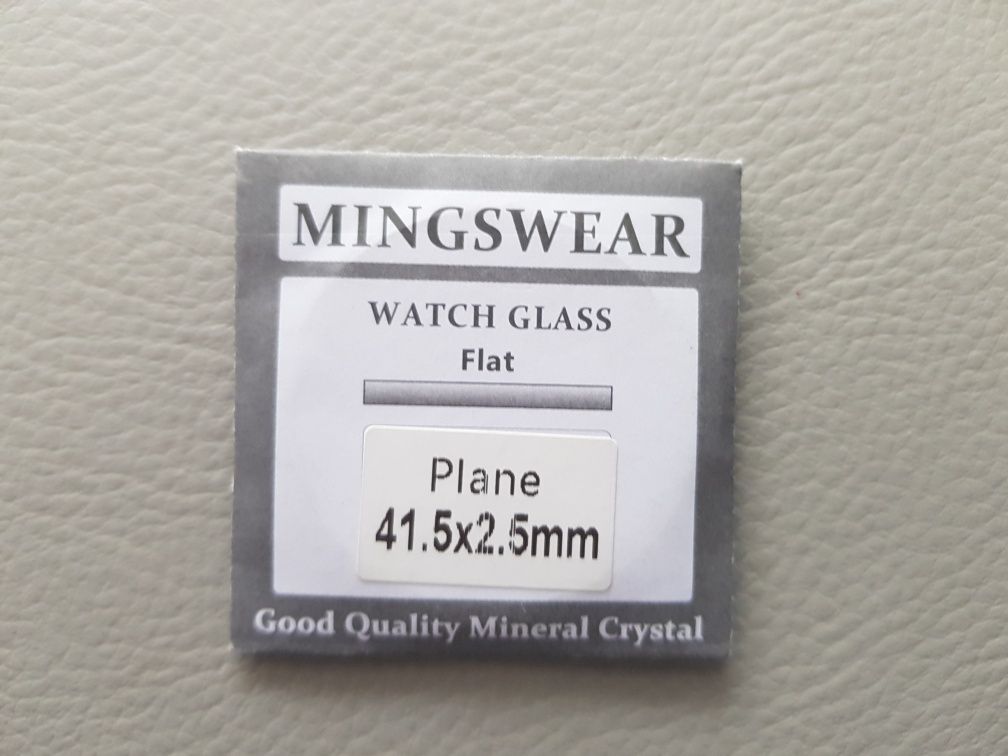 MINGSWEAR
WATCH GLASS
Flat
Plane
41.5x2.5mm
Good Quality Mineral Crystal